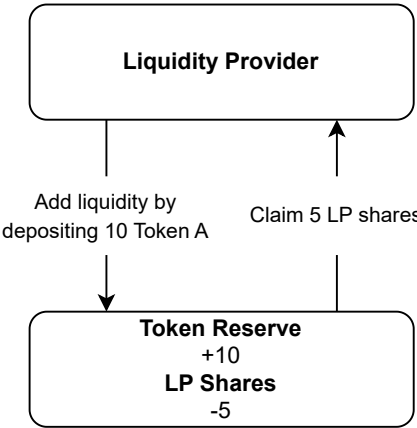 Liquidity Provider
Add liquidity by
depositing 10 Token A
Claim 5 LP shares
Token Reserve
+10
LP Shares
-5